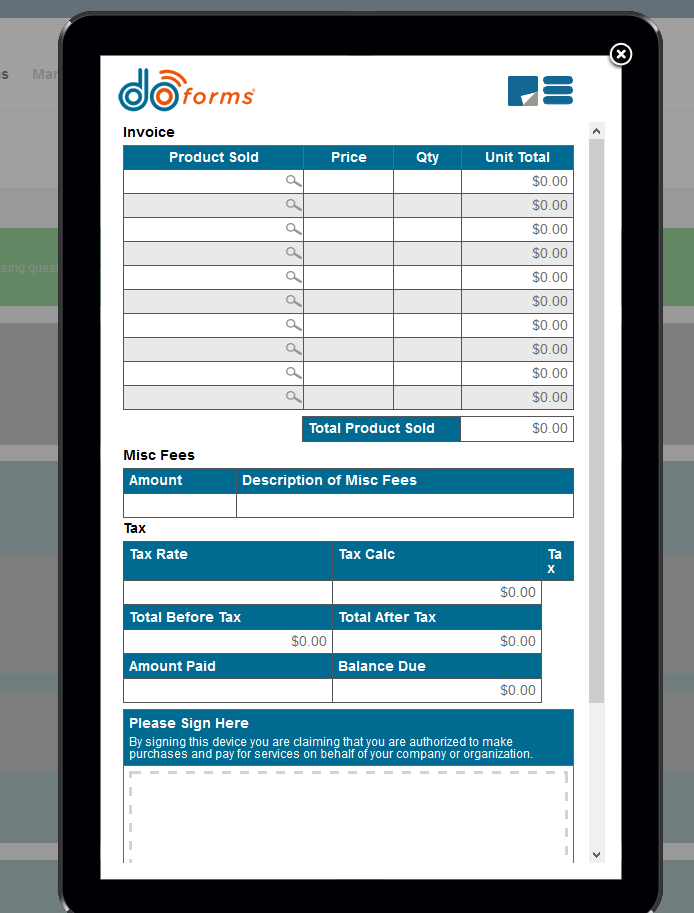 s Mar
doforms
Invoice
Product Sold Price Qty Unit Total
$0.00
$0.00
$0.00
$0.00
sing quest
$0.00
$0.00
$0.00
$0.00
$0.00
$0.00
Total Product Sold $0.00
Misc Fees
Amount Description of Misc Fees
Tax
Tax Rate Tax Calc Ta
x
$0.00
Total Before Tax Total After Tax
$0.00 $0.00
Amount Paid Balance Due
$0.00
Please Sign Here
By signing this device you are claiming that you are authorized to make
purchases and pay for services on behalf of your company or organization.